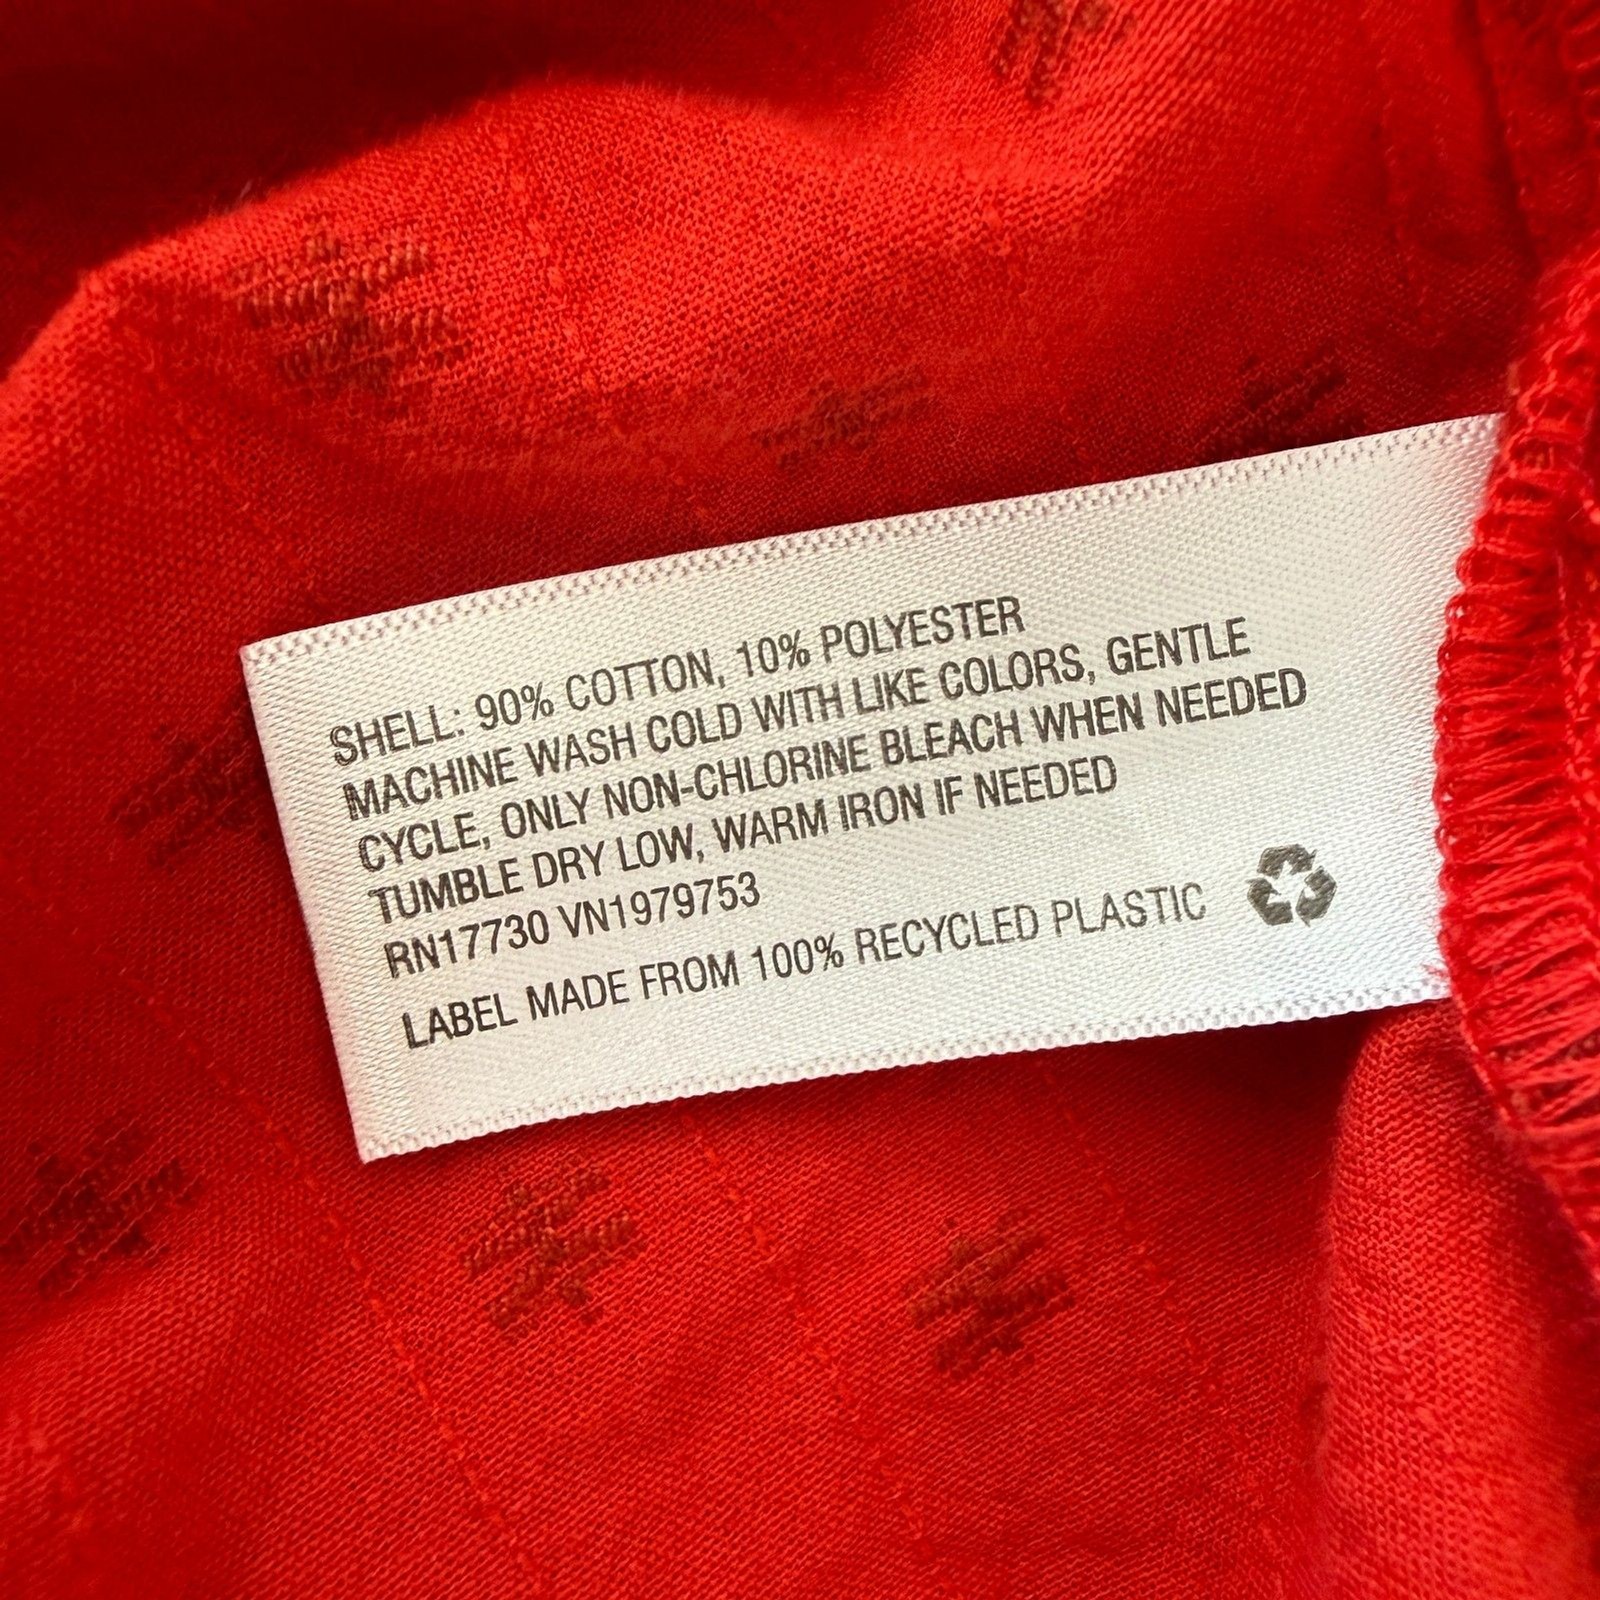 SHELL: 90% COTTON, 10% POLYESTER
MACHINE WASH COLD WITH LIKE COLORS, GENTLE
CYCLE, ONLY NON-CHLORINE BLEACH WHEN NEEDED
TUMBLE DRY LOW, WARM IRON IF NEEDED
RN17730 VN1979753
LABEL MADE FROM 100% RECYCLED PLASTIC